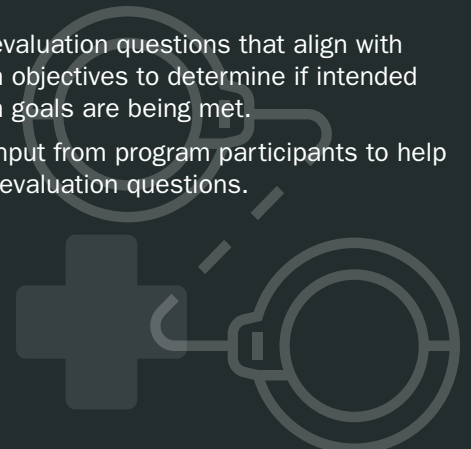 evaluation questions that align with
objectives to determine if intended
goals are being met.
input from program participants to help
evaluation questions.